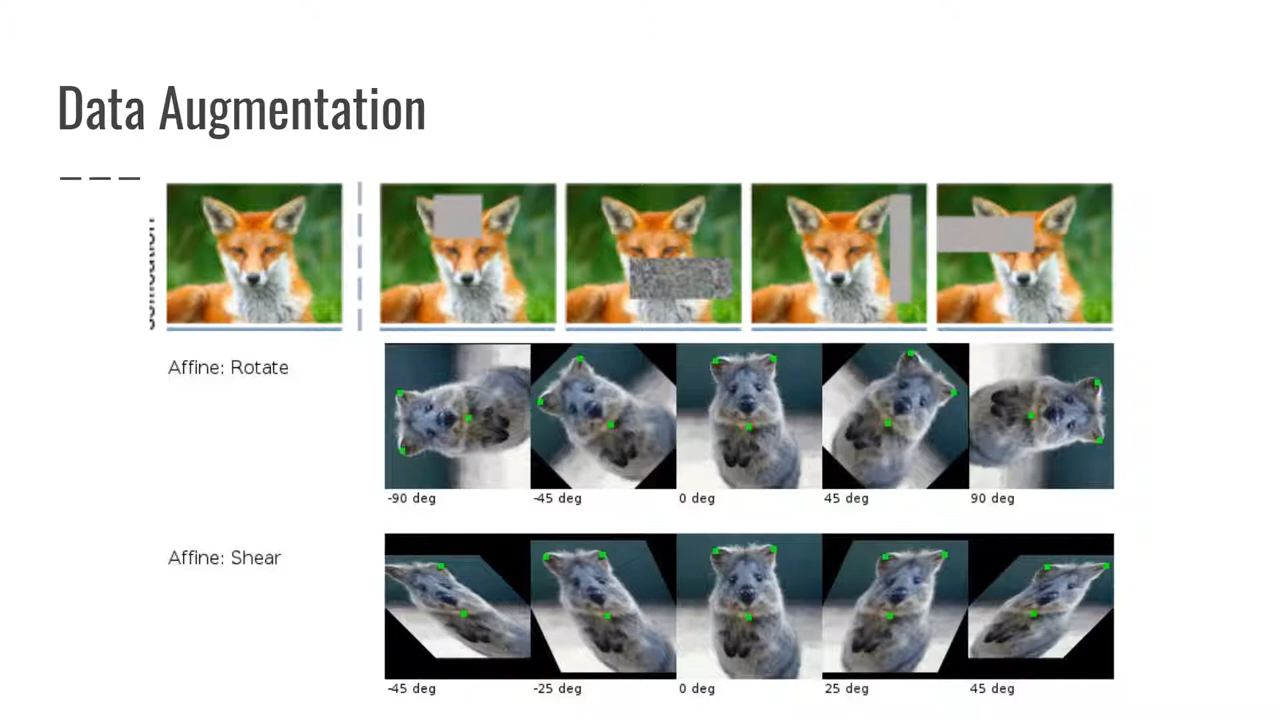 Data Augmentation
Affine: Rotate
-90 deg -45 deg 0 deg 45 deg 90 deg
Affine: Shear
-45 deg -25 deg 0 deg 25 deg 45 deg